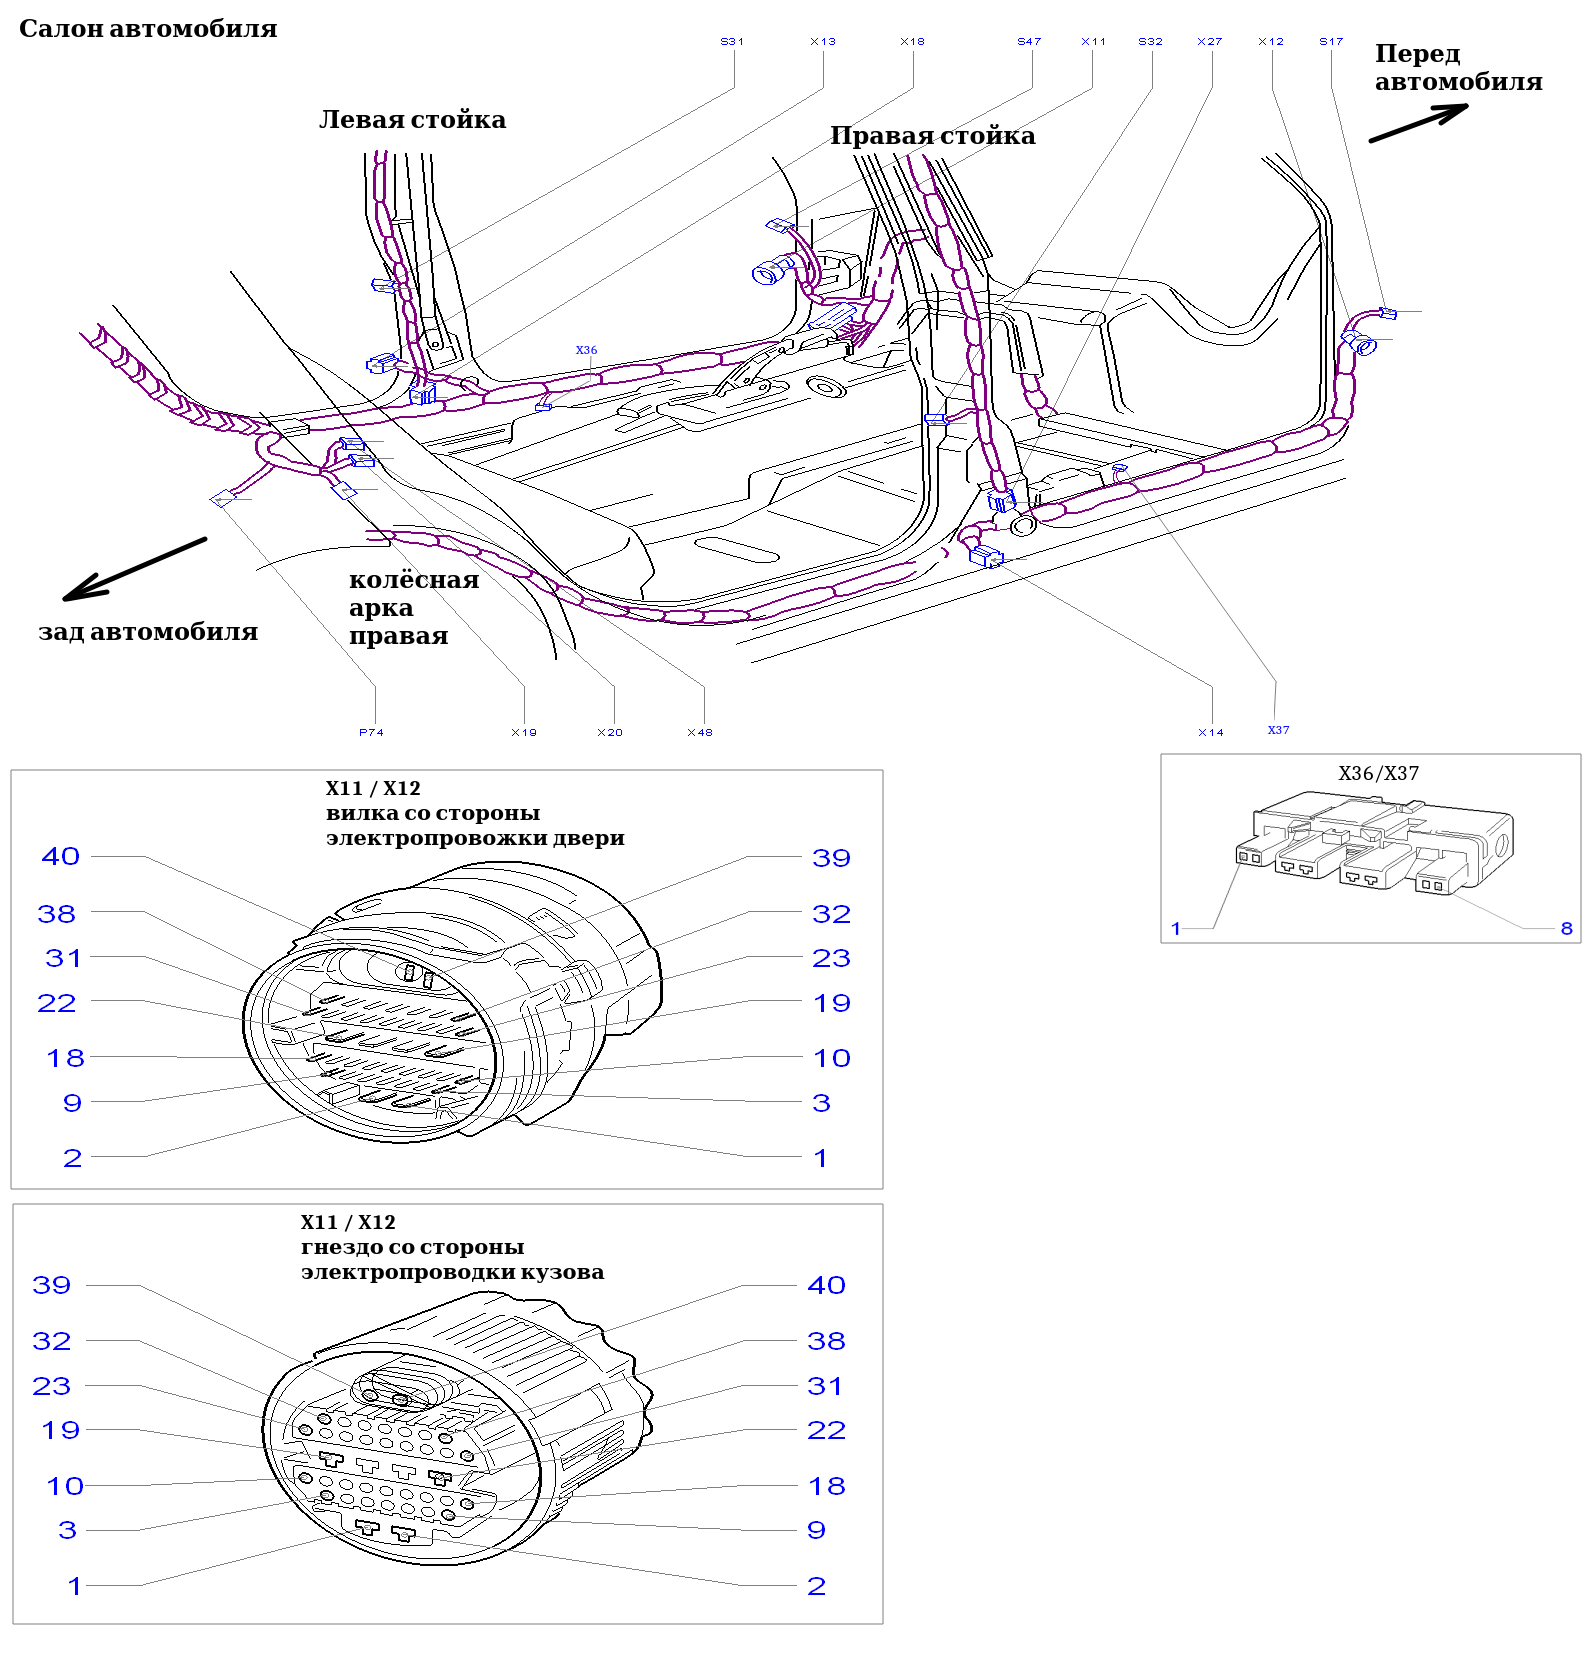 Салон автомобиля
S31 X13 X18 S47 X11 S32 X27 X12 S17
Перед
автомобиля
Левая стойка
Правая стойка
X36
колёсная
арка
правая
зад автомобиля
P74 X19 X20 X48 X14 X37
X36/X37
1 8
X11 / X12
вилка со стороны
электропровожки двери
40 39
38 32
31 23
22 19
18 10
9 3
2 1
X11 / X12
гнездо со стороны
электропроводки кузова
39 40
32 38
23 31
19 22
10 18
3 9
1 2